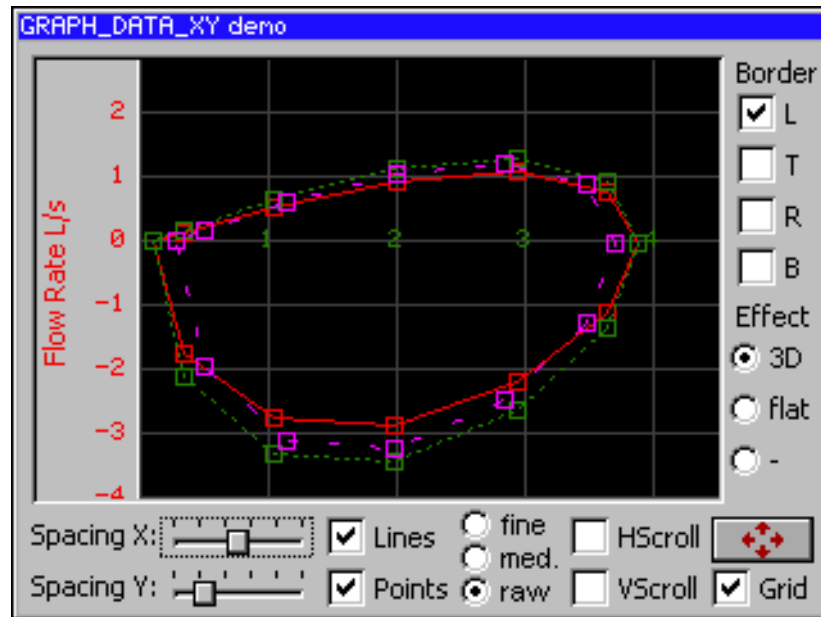 GRAPH_DATA_XY demo
Border
L
T
R
B
Effect
3D
flat
-
Flow Rate L/s
2
1
0
-1
-2
-3
-4
1
2
3
4
Spacing X:
Lines
fine
med.
raw
HScroll
Spacing Y:
Points
VScroll
Grid